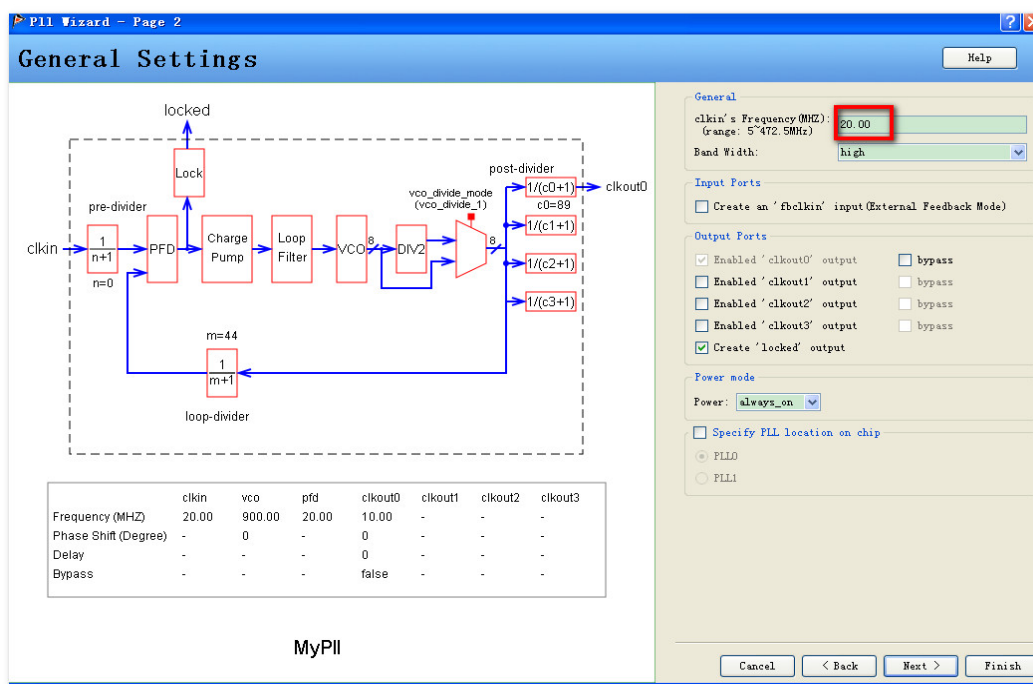 Pll Wizard - Page 2
General Settings
Help
locked
Lock
pre-divider
clkin
1
n+1
n=0
PFD
Charge
Pump
Loop
Filter
VCO
8
DIV2
vco_divide_mode
(vco_divide_1)
8
post-divider
1/(c0+1)
clkout0
c0=89
1/(c1+1)
1/(c2+1)
1/(c3+1)
m=44
1
m+1
loop-divider
clkin vco pfd clkout0 clkout1 clkout2 clkout3
Frequency (MHZ) 20.00 900.00 20.00 10.00 - - -
Phase Shift (Degree) - 0 - 0 - - -
Delay - - - 0 - - -
Bypass - - - false - - -
MyPll
General
clkin's Frequency(MHZ): 20.00
(range: 5~472.5MHz)
Band Width: high
Input Ports
Create an 'fbclkin' input(External Feedback Mode)
Output Ports
Enabled 'clkout0' output bypass
Enabled 'clkout1' output bypass
Enabled 'clkout2' output bypass
Enabled 'clkout3' output bypass
Create 'locked' output
Power mode
Power: always_on
Specify PLL location on chip
PLL0
PLL1
Cancel < Back Next > Finish